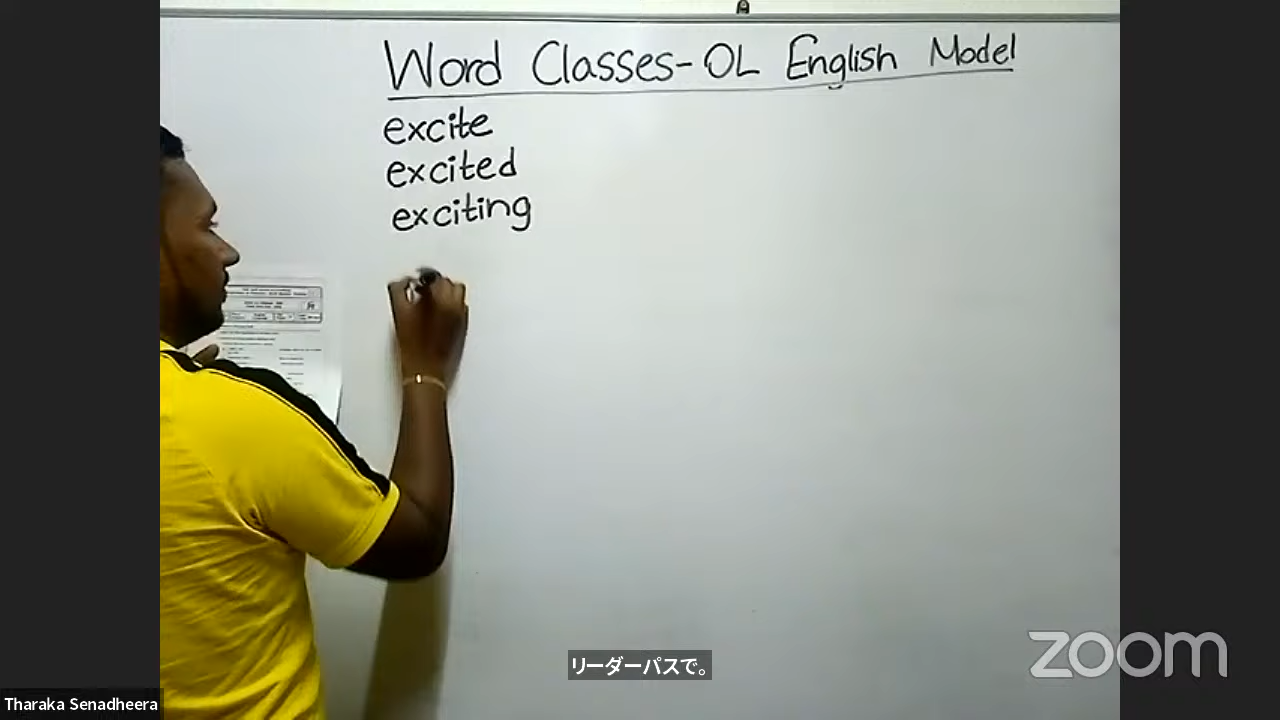 Word Classes - OL English Model
excite
excited
exciting
リーダーパスで。
zoom
Tharaka Senadheera